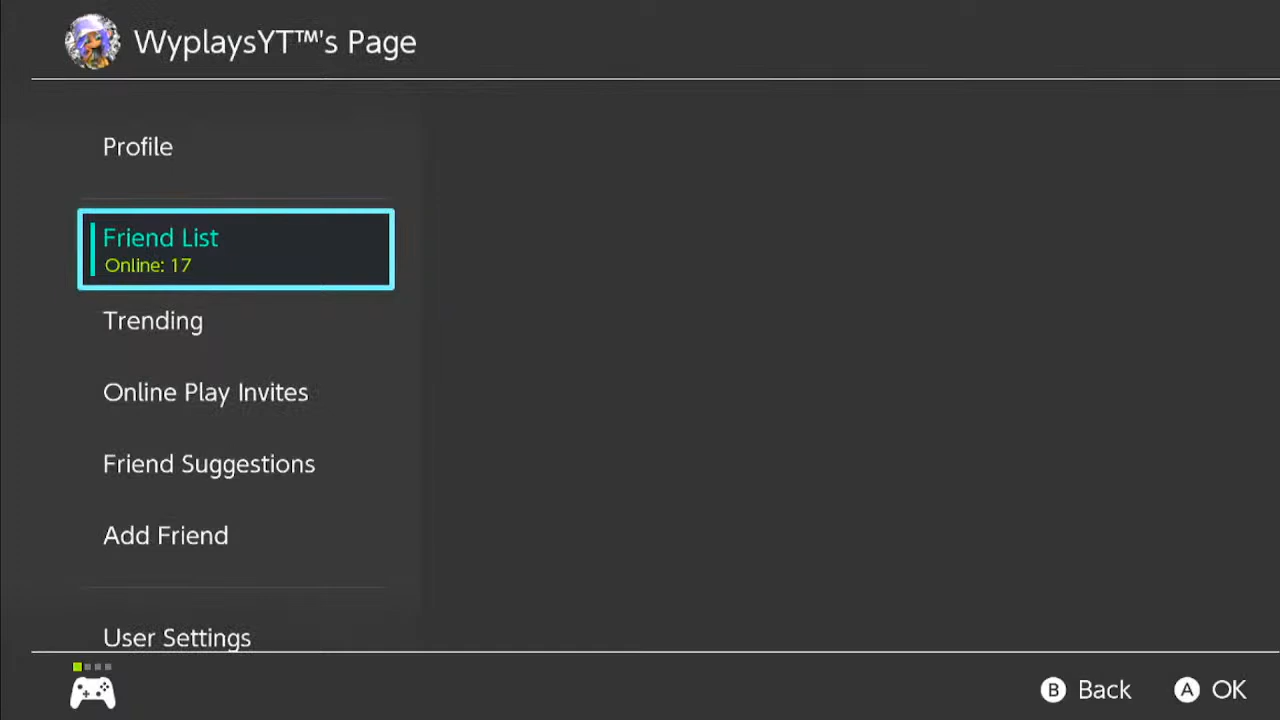 WyplaysYT™'s Page
Profile
Friend List
Online: 17
Trending
Online Play Invites
Friend Suggestions
Add Friend
User Settings
B Back A OK